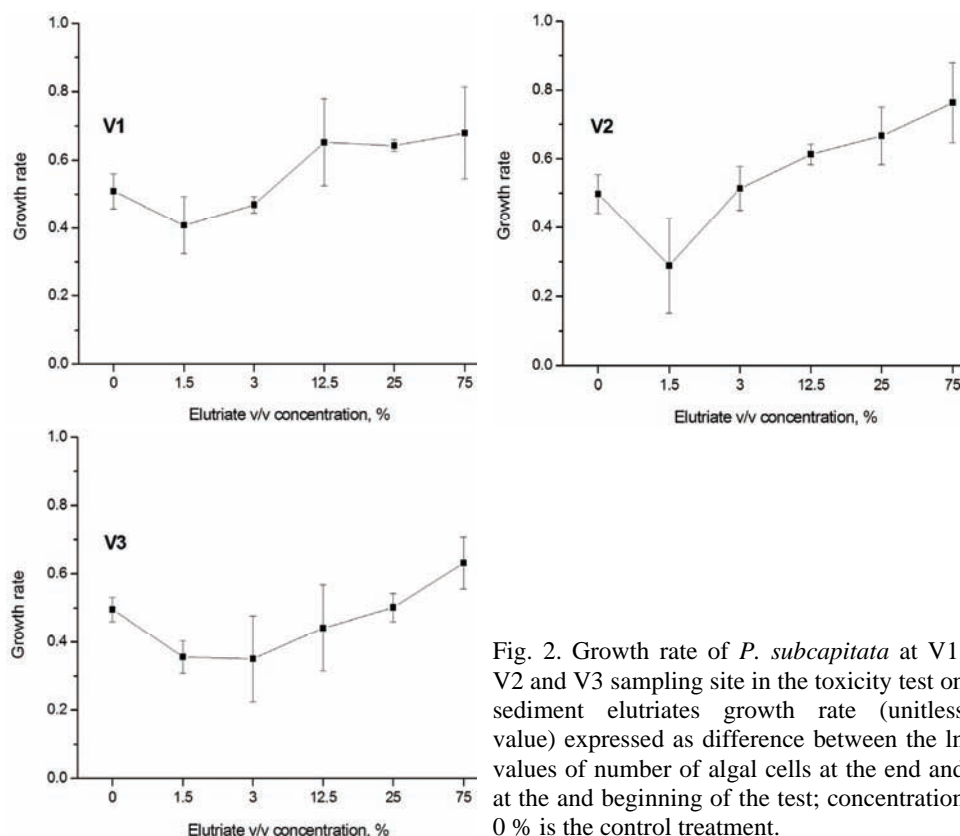 1.0
0.8
0.6
0.4
0.2
0.0
Growth rate
V1
0 1.5 3 12.5 25 75
Elutriate v/v concentration, %
1.0
0.8
0.6
0.4
0.2
0.0
Growth rate
V2
0 1.5 3 12.5 25 75
Elutriate v/v concentration, %
1.0
0.8
0.6
0.4
0.2
0.0
Growth rate
V3
0 1.5 3 12.5 25 75
Elutriate v/v concentration, %
Fig. 2. Growth rate of P. subcapitata at V1
V2 and V3 sampling site in the toxicity test on
sediment elutriates growth rate (unitless
value) expressed as difference between the ln
values of number of algal cells at the end and
at the and beginning of the test; concentration
0 % is the control treatment.